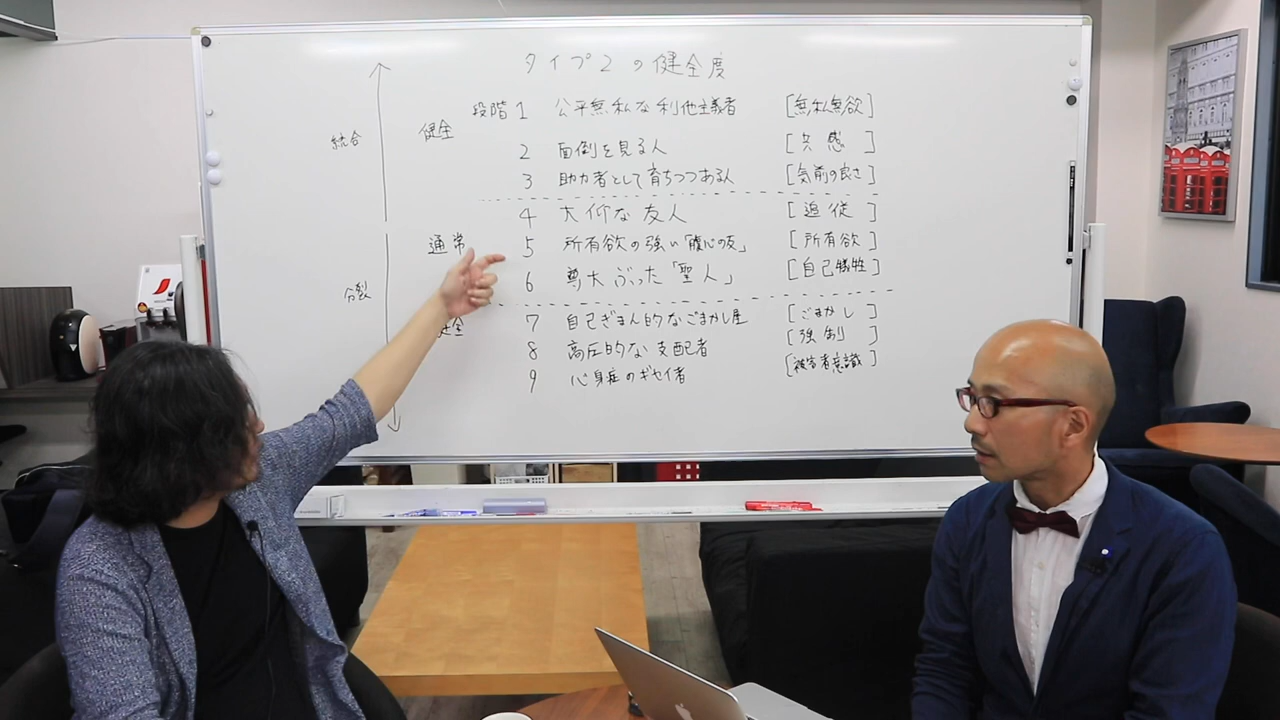 タイプ2の健全度
統合
健全
段階1 公平無私な利他主義者 [無私無欲]
2 面倒を見る人 [共感]
3 助力者として育ちつつある人 [気前の良さ]
通常
4 大仰な友人 [追従]
5 所有欲の強い「腹心の友」 [所有欲]
6 尊大ぶった「聖人」 [自己犠牲]
分裂
全
7 自己ぎまん的なごまかし屋 [ごまかし]
8 高圧的な支配者 [強制]
9 心身症のギセイ者 [被害者意識]